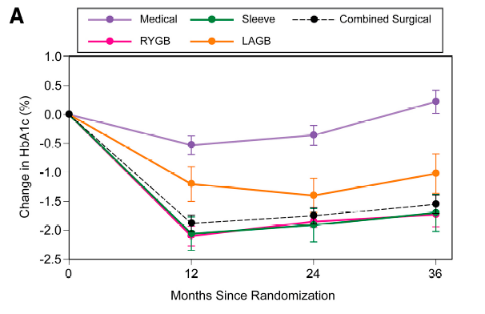 A
Medical Sleeve Combined Surgical
RYGB LAGB
1.0
0.5
0.0
-0.5
-1.0
-1.5
-2.0
-2.5
Change in HbA1c (%)
0 12 24 36
Months Since Randomization